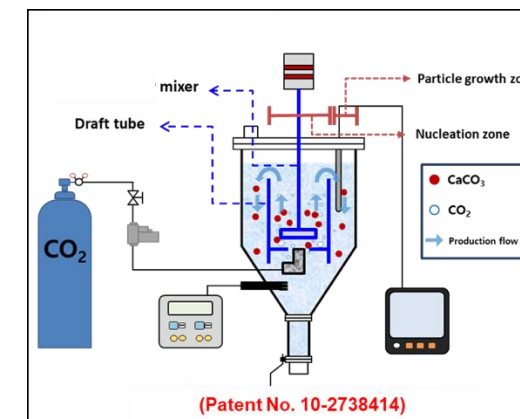 Particle growth zo
mixer
Draft tube
Nucleation zone
CaCO3
CO2
Production flow
CO2
(Patent No. 10-2738414)